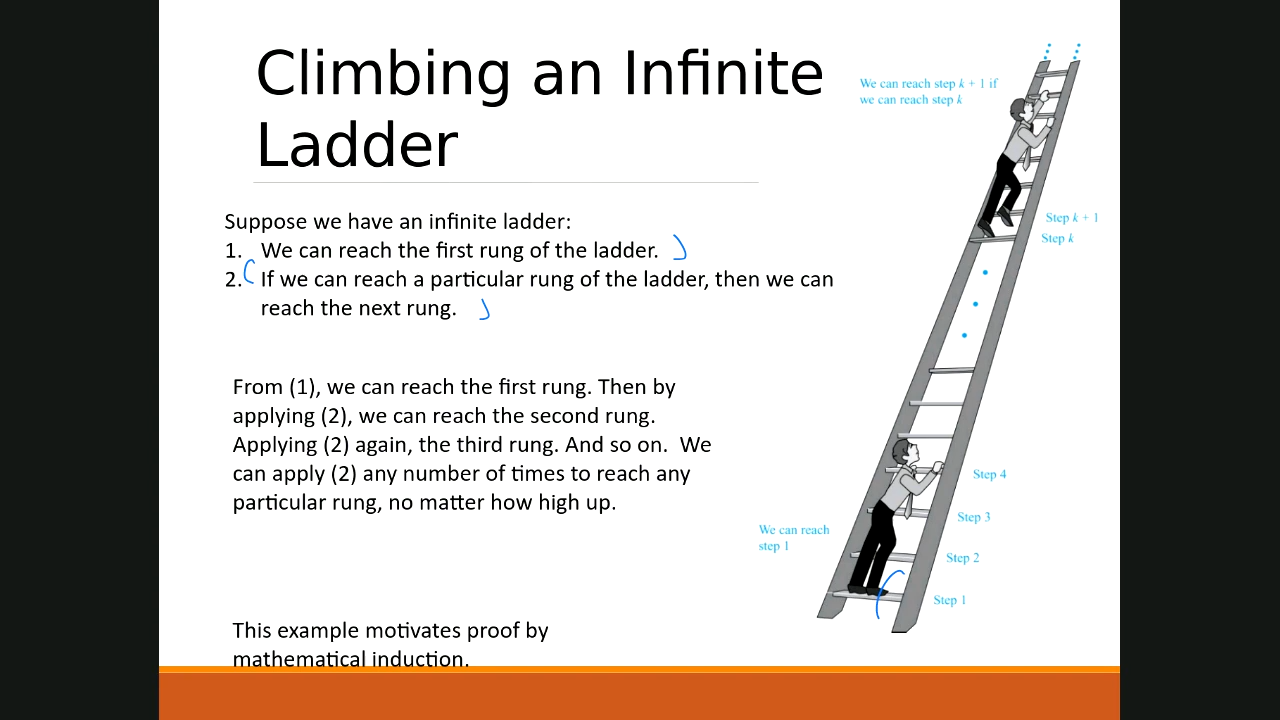 Climbing an Infinite
Ladder
Suppose we have an infinite ladder:
1. We can reach the first rung of the ladder.
2. If we can reach a particular rung of the ladder, then we can
reach the next rung.
From (1), we can reach the first rung. Then by
applying (2), we can reach the second rung.
Applying (2) again, the third rung. And so on.  We
can apply (2) any number of times to reach any
particular rung, no matter how high up.
This example motivates proof by
mathematical induction.
We can reach step k + 1 if
we can reach step k
Step k + 1
Step k
Step 4
Step 3
We can reach
step 1
Step 2
Step 1